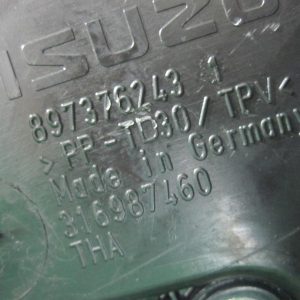 ISUZU
897376243 1
>PP-TD30/TPV<
Made in Germany
316987460
THA